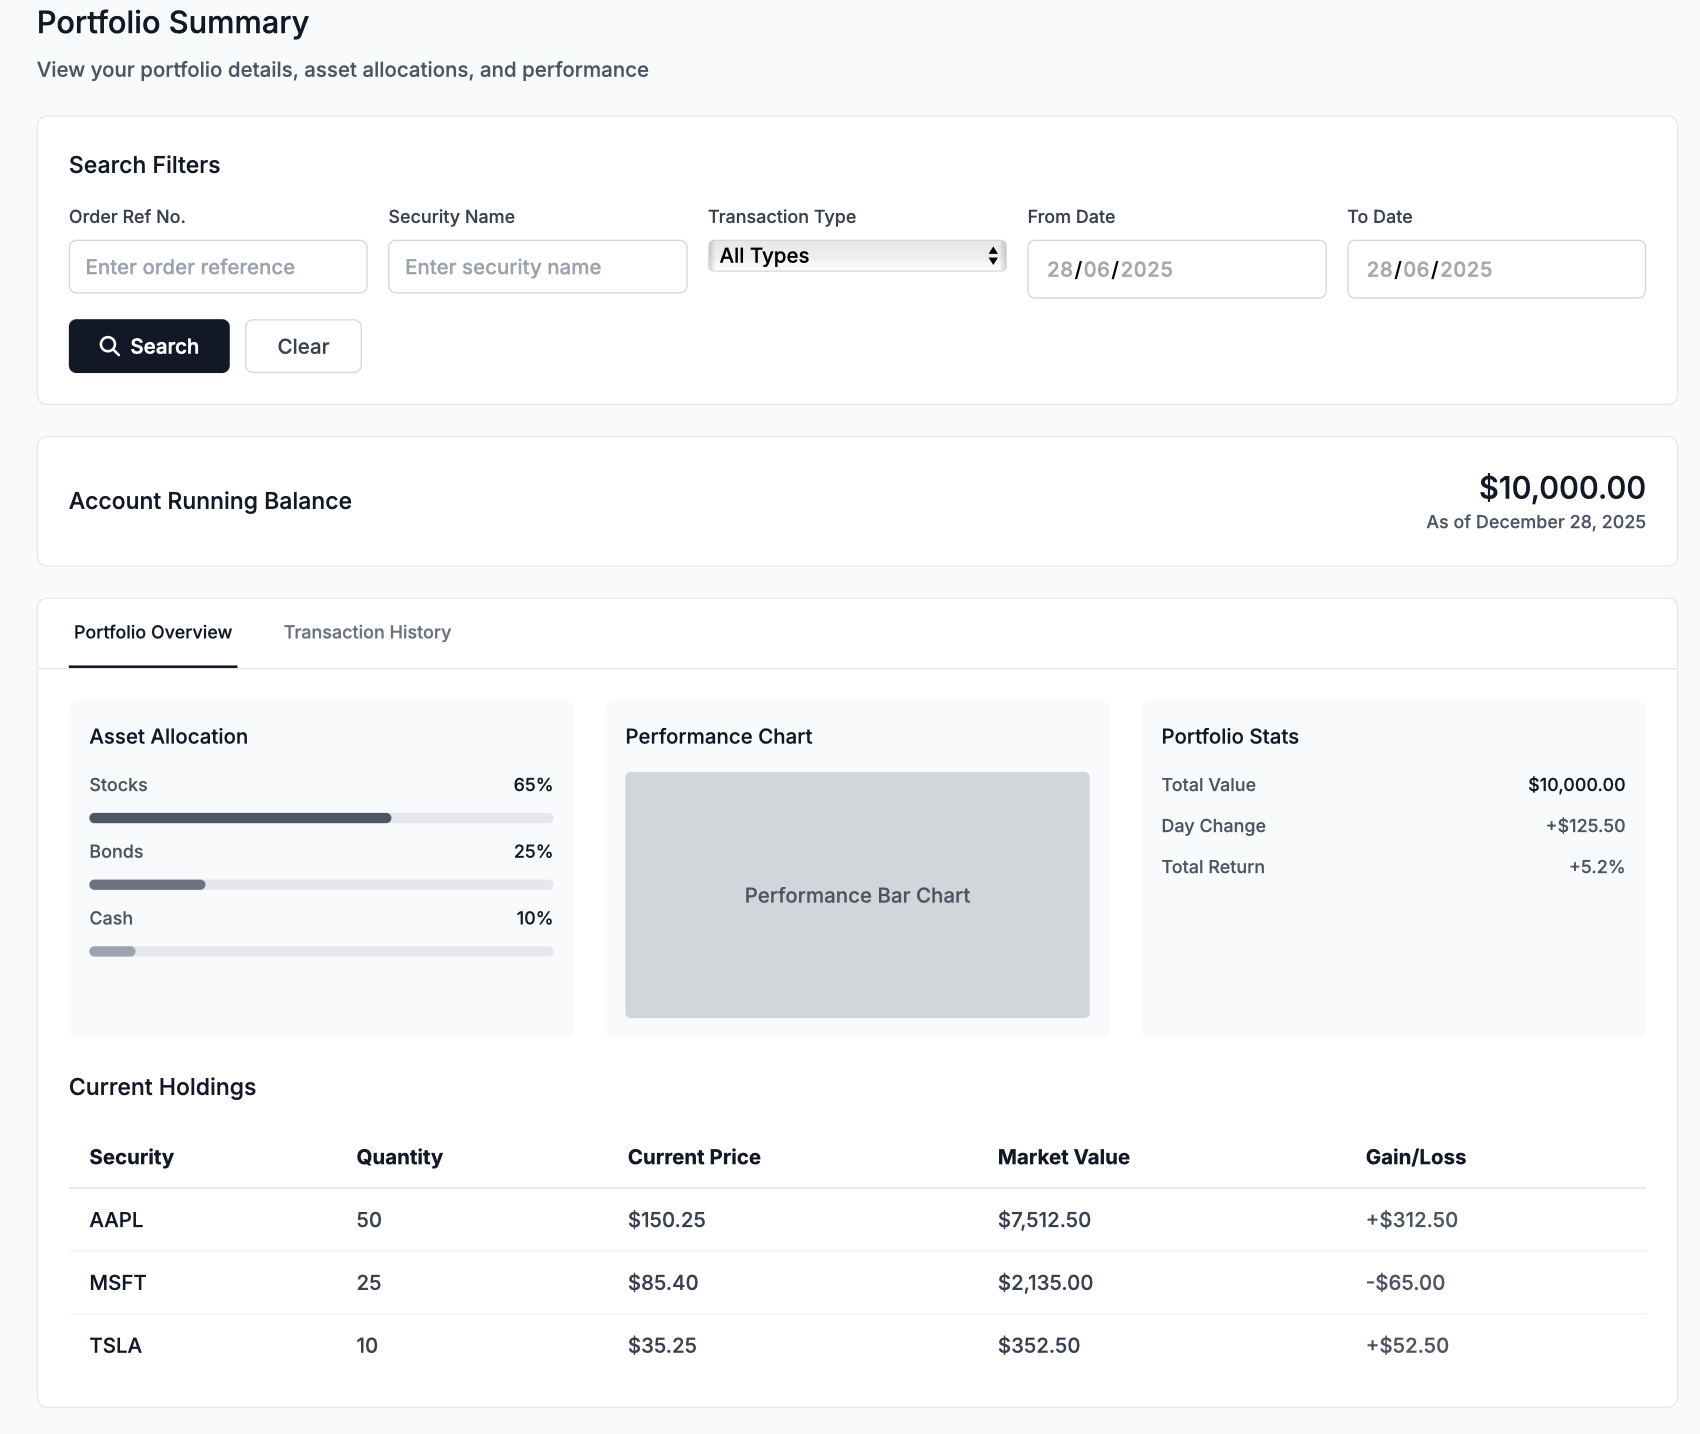 Portfolio Summary
View your portfolio details, asset allocations, and performance
Search Filters
Order Ref No. Security Name Transaction Type From Date To Date
Enter order reference Enter security name All Types 28/06/2025 28/06/2025
Search Clear
Account Running Balance
$10,000.00
As of December 28, 2025
Portfolio Overview Transaction History
Asset Allocation
Stocks 65%
Bonds 25%
Cash 10%
Performance Chart
Performance Bar Chart
Portfolio Stats
Total Value $10,000.00
Day Change +$125.50
Total Return +5.2%
Current Holdings
Security Quantity Current Price Market Value Gain/Loss
AAPL 50 $150.25 $7,512.50 +$312.50
MSFT 25 $85.40 $2,135.00 -$65.00
TSLA 10 $35.25 $352.50 +$52.50